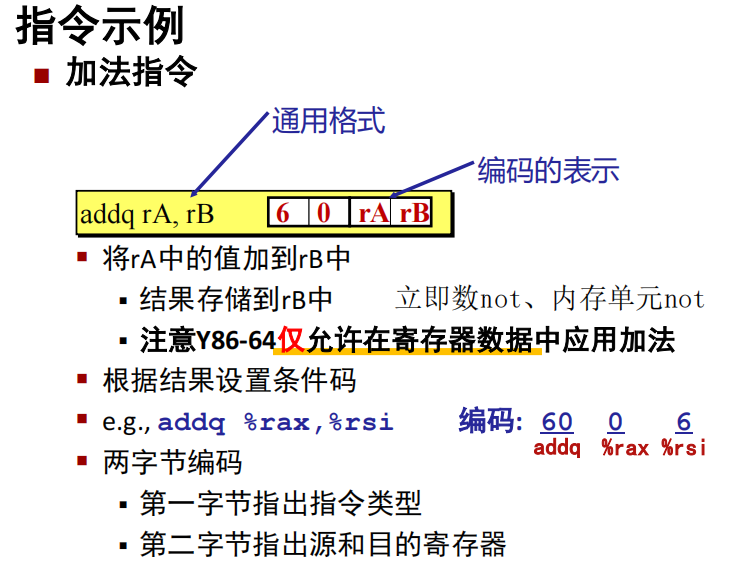 指令示例
■ 加法指令
通用格式
编码的表示
addq rA, rB 6 0 rA rB
▪ 将rA中的值加到rB中
▪ 结果存储到rB中 立即数not、内存单元not
▪ 注意Y86-64仅允许在寄存器数据中应用加法
▪ 根据结果设置条件码
▪ e.g., addq %rax,%rsi 编码: 60 0 6
addq %rax %rsi
▪ 两字节编码
▪ 第一字节指出指令类型
▪ 第二字节指出源和目的寄存器